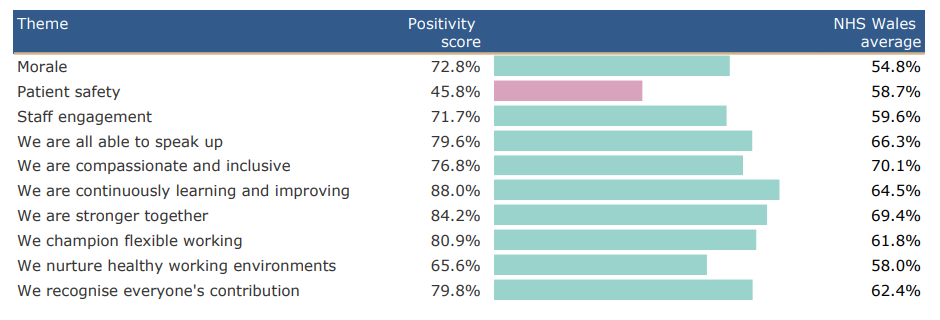 Theme Positivity score NHS Wales average
Morale 72.8% 54.8%
Patient safety 45.8% 58.7%
Staff engagement 71.7% 59.6%
We are all able to speak up 79.6% 66.3%
We are compassionate and inclusive 76.8% 70.1%
We are continuously learning and improving 88.0% 64.5%
We are stronger together 84.2% 69.4%
We champion flexible working 80.9% 61.8%
We nurture healthy working environments 65.6% 58.0%
We recognise everyone's contribution 79.8% 62.4%